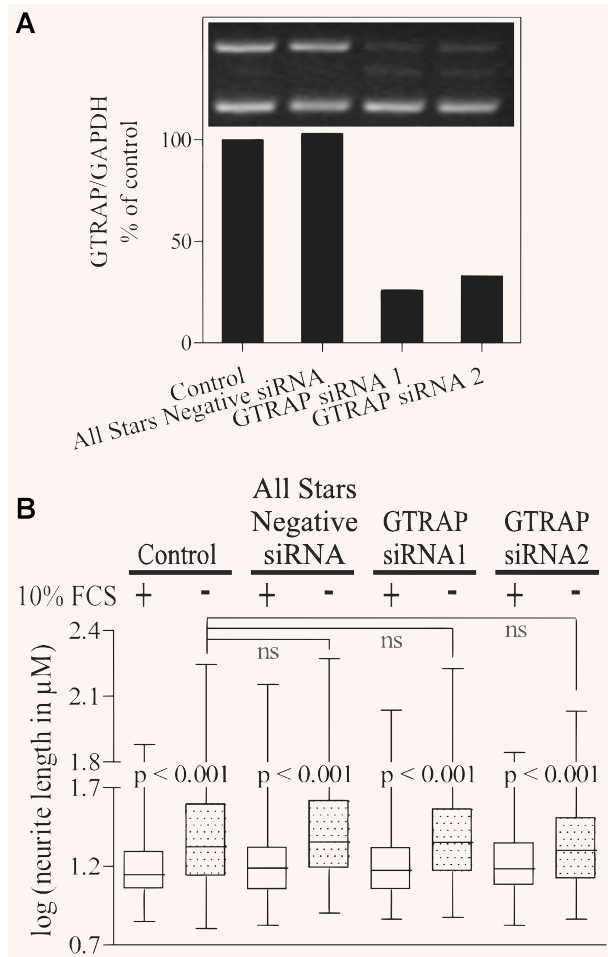 A
GTRAP/GAPDH
% of control
100
50
0
Control
All Stars Negative siRNA
GTRAP siRNA 1
GTRAP siRNA 2
B
All Stars
Negative
siRNA
Control
GTRAP
siRNA1
GTRAP
siRNA2
10% FCS + - + - + - + -
log (neurite length in µM)
2.4
2.1
1.8
1.7
1.2
0.7
ns
ns
ns
p < 0.001
p < 0.001
p < 0.001
p < 0.001